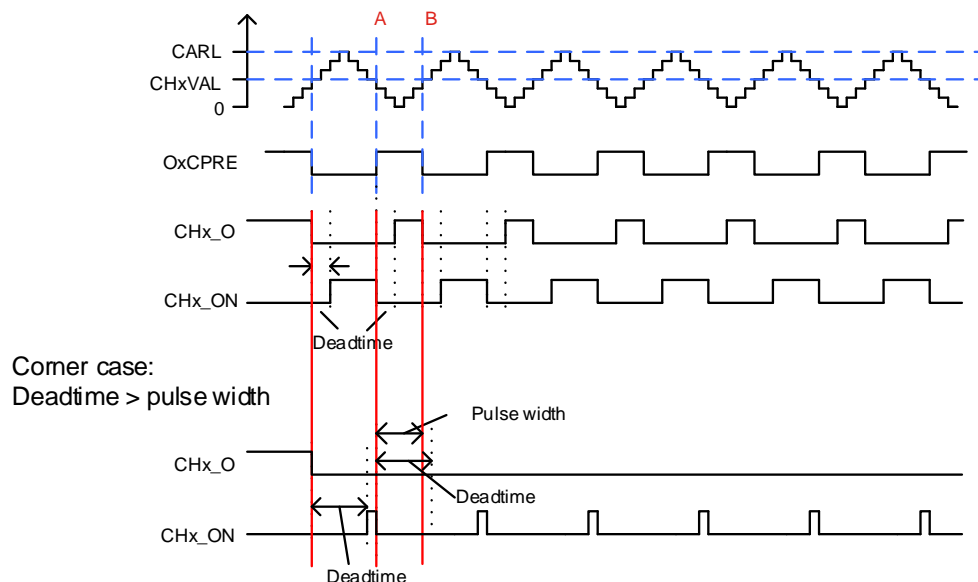 A B
CARL
CHxVAL
0
OxCPRE
CHx_O
CHx_ON
Deadtime
Corner case:
Deadtime > pulse width
Pulse width
CHx_O
Deadtime
CHx_ON
Deadtime